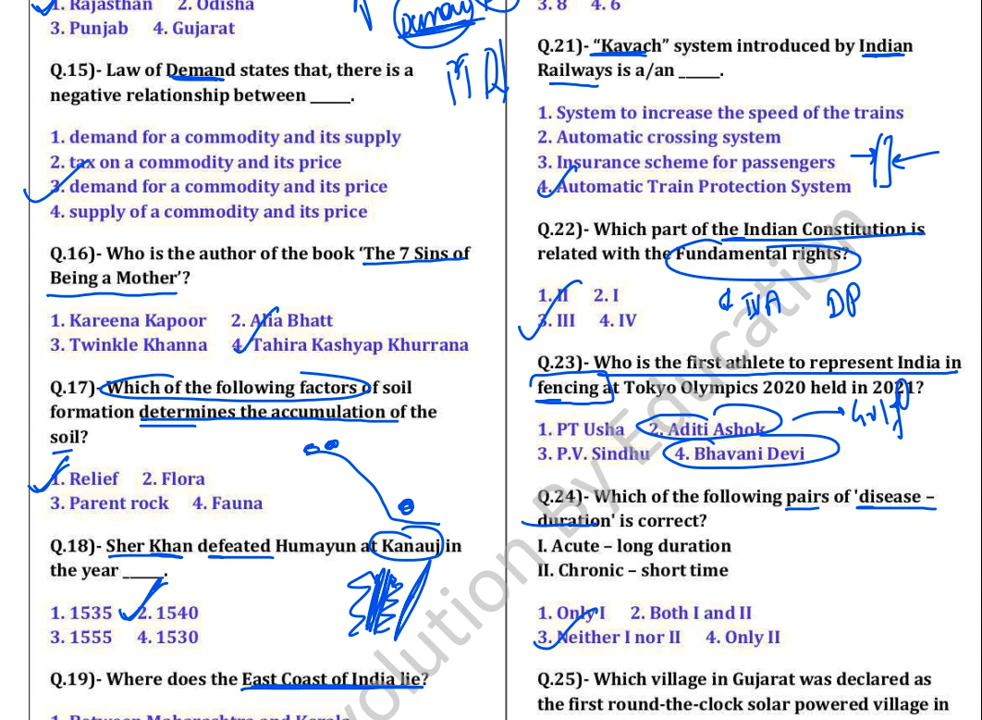 1. Rajasthan 2. Odisha
3. Punjab 4. Gujarat
Q.15)- Law of Demand states that, there is a
negative relationship between _____.
1. demand for a commodity and its supply
2. tax on a commodity and its price
3. demand for a commodity and its price
4. supply of a commodity and its price
Q.16)- Who is the author of the book ‘The 7 Sins of
Being a Mother’?
1. Kareena Kapoor 2. Alia Bhatt
3. Twinkle Khanna 4. Tahira Kashyap Khurrana
Q.17)- Which of the following factors of soil
formation determines the accumulation of the
soil?
1. Relief 2. Flora
3. Parent rock 4. Fauna
Q.18)- Sher Khan defeated Humayun at Kanauj in
the year _____.
1. 1535 2. 1540
3. 1555 4. 1530
Q.19)- Where does the East Coast of India lie?
1. Between Maharashtra and Kerala
3. 8 4. 6
Q.21)- “Kavach” system introduced by Indian
Railways is a/an _____.
1. System to increase the speed of the trains
2. Automatic crossing system
3. Insurance scheme for passengers
4. Automatic Train Protection System
Q.22)- Which part of the Indian Constitution is
related with the Fundamental rights?
1. II 2. I
3. III 4. IV
IVA DP
Q.23)- Who is the first athlete to represent India in
fencing at Tokyo Olympics 2020 held in 2021?
1. PT Usha 2. Aditi Ashok
Golf
3. P.V. Sindhu 4. Bhavani Devi
Q.24)- Which of the following pairs of 'disease –
duration' is correct?
I. Acute – long duration
II. Chronic – short time
1. Only I 2. Both I and II
3. Neither I nor II 4. Only II
Q.25)- Which village in Gujarat was declared as
the first round-the-clock solar powered village in
olution By Education